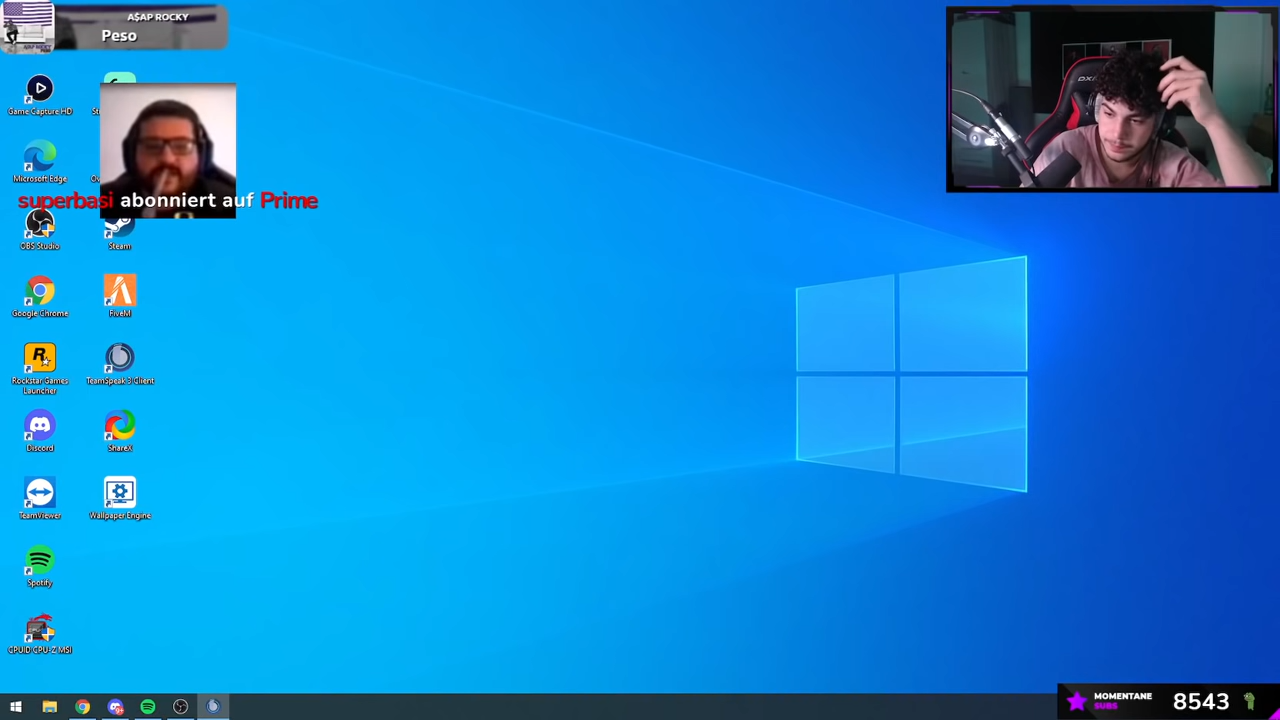 A$AP ROCKY
Peso
Game Capture HD
Microsoft Edge
superbasi abonniert auf Prime
OBS Studio
Steam
Google Chrome
FiveM
Rockstar Games
Launcher
TeamSpeak 3 Client
Discord
ShareX
TeamViewer
Wallpaper Engine
Spotify
CPUID CPU-Z MSI
MOMENTANE
SUBS
8543